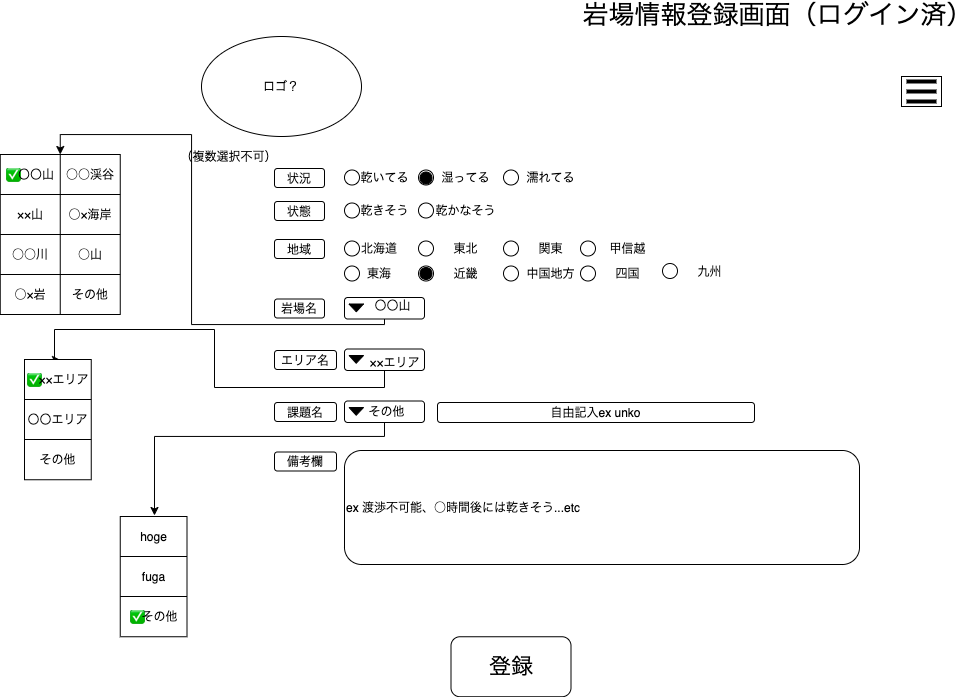 岩場情報登録画面（ログイン済）
ロゴ？
（複数選択不可）
状況 乾いてる 湿ってる 濡れてる
状態 乾きそう 乾かなそう
地域 北海道 東北 関東 甲信越
東海 近畿 中国地方 四国 九州
岩場名 〇〇山
エリア名 ××エリア
課題名 その他 自由記入ex unko
備考欄
ex 渡渉不可能、○時間後には乾きそう...etc
登録
〇〇山 ○○渓谷
××山 ○×海岸
○○川 ○山
○×岩 その他
××エリア
〇〇エリア
その他
hoge
fuga
その他